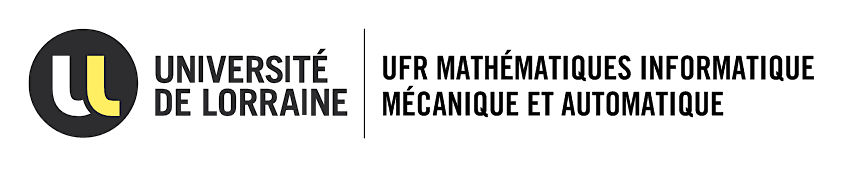 UNIVERSITÉ
DE LORRAINE
UFR MATHÉMATIQUES INFORMATIQUE
MÉCANIQUE ET AUTOMATIQUE